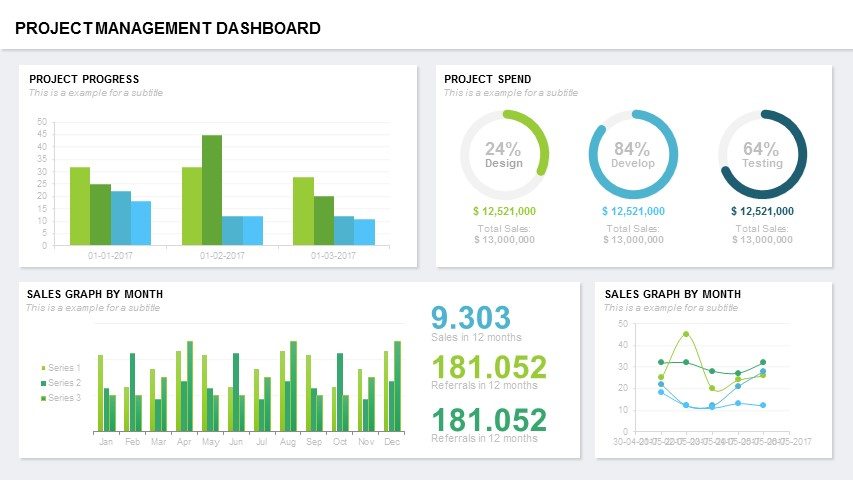 PROJECT MANAGEMENT DASHBOARD
PROJECT PROGRESS
This is a example for a subtitle
50
45
40
35
30
25
20
15
10
5
0
01-01-2017
01-02-2017
01-03-2017
PROJECT SPEND
This is a example for a subtitle
24%
Design
84%
Develop
64%
Testing
$ 12,521,000
$ 12,521,000
$ 12,521,000
Total Sales:
$ 13,000,000
Total Sales:
$ 13,000,000
Total Sales:
$ 13,000,000
SALES GRAPH BY MONTH
This is a example for a subtitle
Series 1
Series 2
Series 3
Jan Feb Mar Apr May Jun Jul Aug Sep Oct Nov Dec
9.303
Sales in 12 months
181.052
Referrals in 12 months
181.052
Referrals in 12 months
SALES GRAPH BY MONTH
This is a example for a subtitle
50
40
30
20
10
0